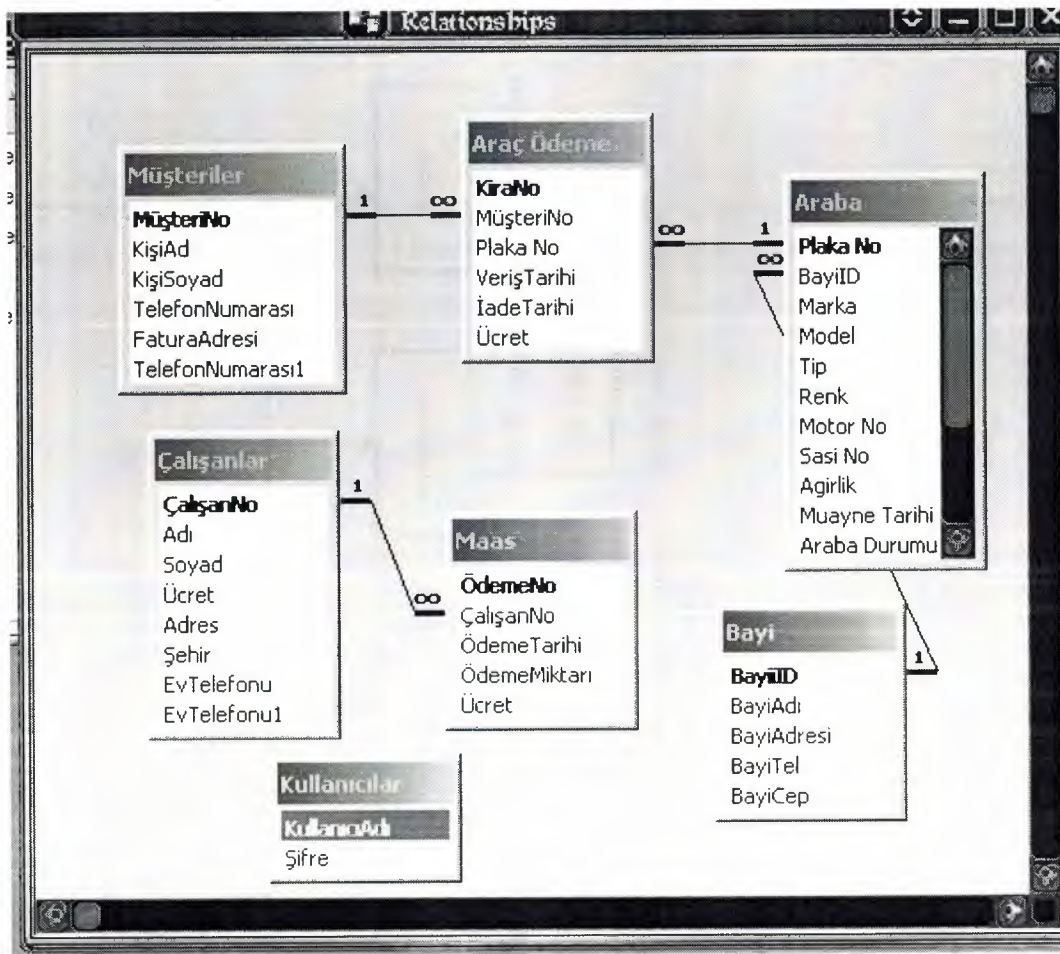 Relationships
Müşteriler
MüşteriNo
KişiAd
KişiSoyad
TelefonNumarası
FaturaAdresi
TelefonNumarası1
1
∞
Araç Ödeme
KiraNo
MüşteriNo
Plaka No
VerişTarihi
İadeTarihi
Ücret
∞
1
∞
Araba
Plaka No
BayiID
Marka
Model
Tip
Renk
Motor No
Sasi No
Agirlik
Muayne Tarihi
Araba Durumu
Çalışanlar
ÇalışanNo
Adı
Soyad
Ücret
Adres
Şehir
EvTelefonu
EvTelefonu1
1
∞
Maas
ÖdemeNo
ÇalışanNo
ÖdemeTarihi
ÖdemeMiktarı
Ücret
Bayi
BayiID
BayiAdı
BayiAdresi
BayiTel
BayiCep
1
Kullanıcılar
KullanıcıAdı
Şifre